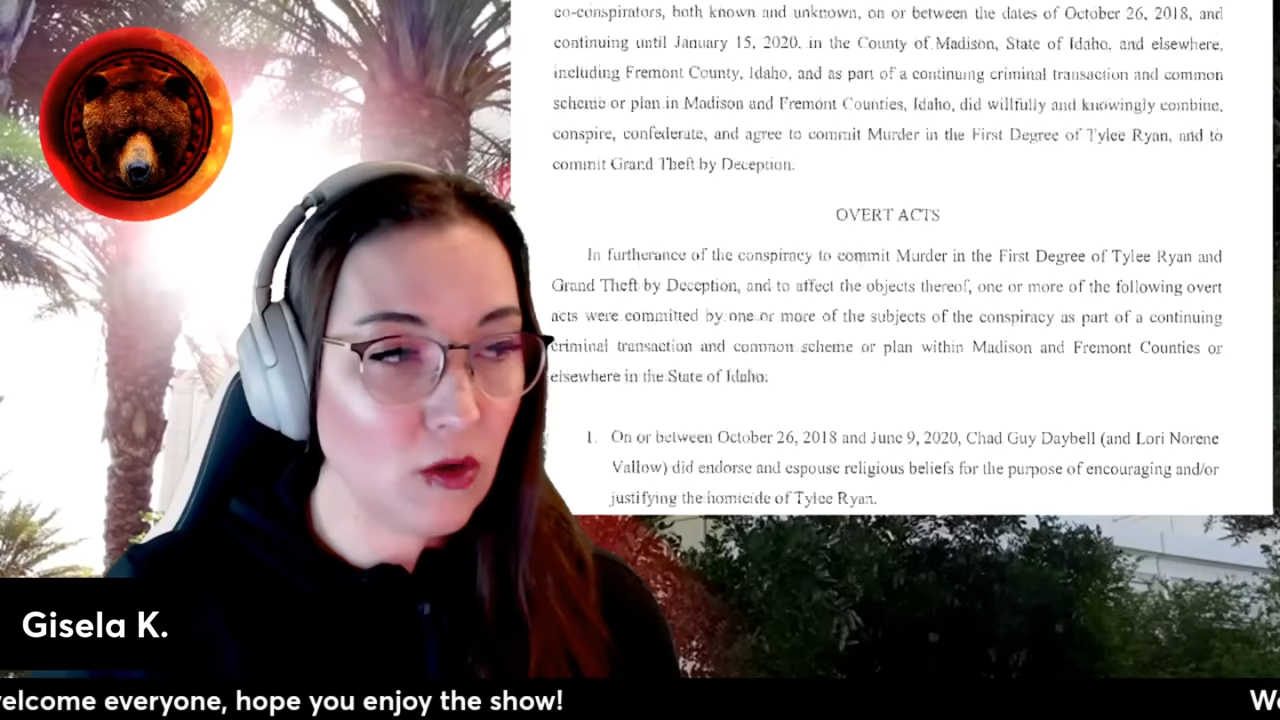 co-conspirators, both known and unknown, on or between the dates of October 26, 2018, and
continuing until January 15, 2020, in the County of Madison, State of Idaho, and elsewhere,
including Fremont County, Idaho, and as part of a continuing criminal transaction and common
scheme or plan in Madison and Fremont Counties, Idaho, did willfully and knowingly combine,
conspire, confederate, and agree to commit Murder in the First Degree of Tylee Ryan, and to
commit Grand Theft by Deception.
OVERT ACTS
In furtherance of the conspiracy to commit Murder in the First Degree of Tylee Ryan and
Grand Theft by Deception, and to affect the objects thereof, one or more of the following overt
acts were committed by one or more of the subjects of the conspiracy as part of a continuing
criminal transaction and common scheme or plan within Madison and Fremont Counties or
elsewhere in the State of Idaho:
1. On or between October 26, 2018 and June 9, 2020, Chad Guy Daybell (and Lori Norene
Vallow) did endorse and espouse religious beliefs for the purpose of encouraging and/or
justifying the homicide of Tylee Ryan.
Gisela K.
elcome everyone, hope you enjoy the show! We